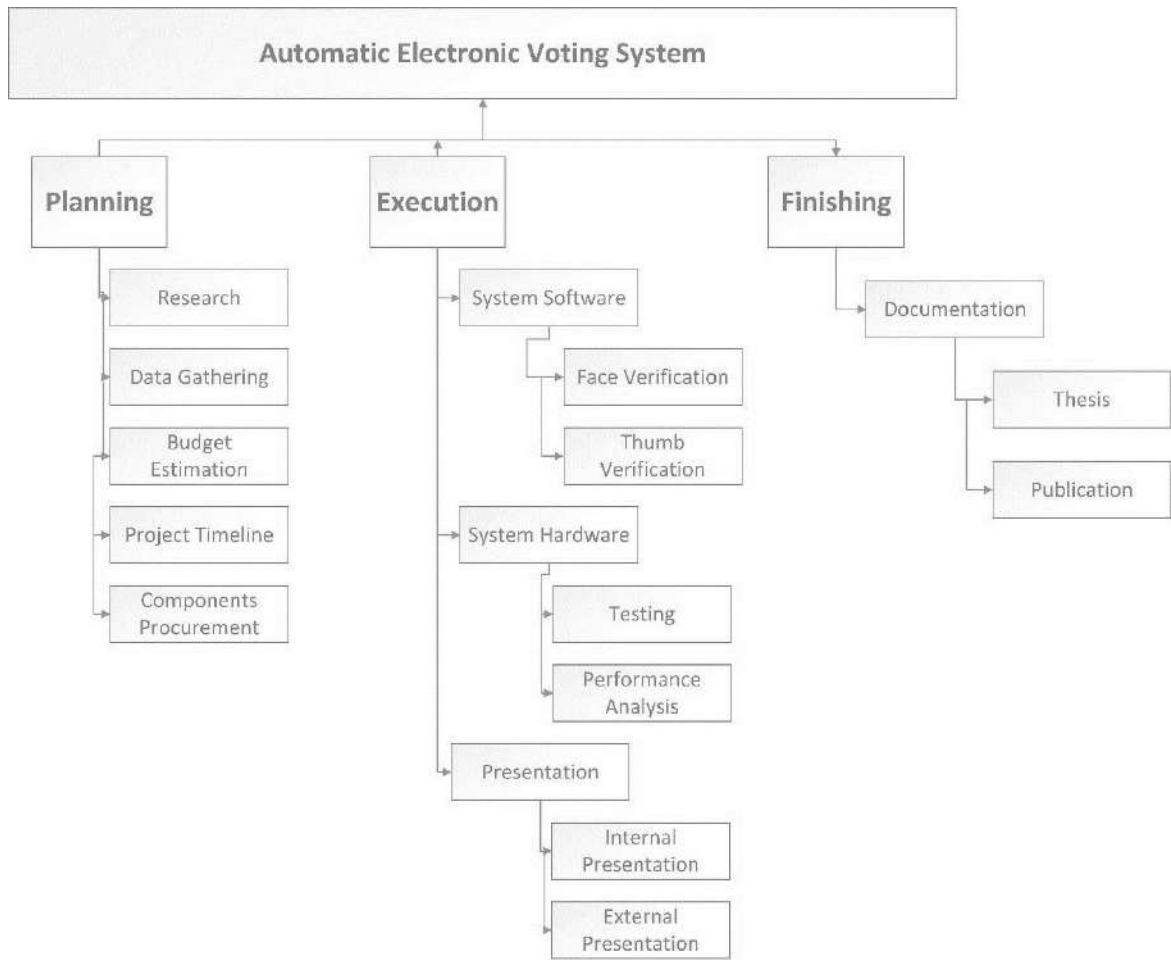 Automatic Electronic Voting System
Planning
Execution
Finishing
Research
Data Gathering
Budget
Estimation
Project Timeline
Components
Procurement
System Software
Face Verification
Thumb
Verification
System Hardware
Testing
Performance
Analysis
Presentation
Internal
Presentation
External
Presentation
Documentation
Thesis
Publication